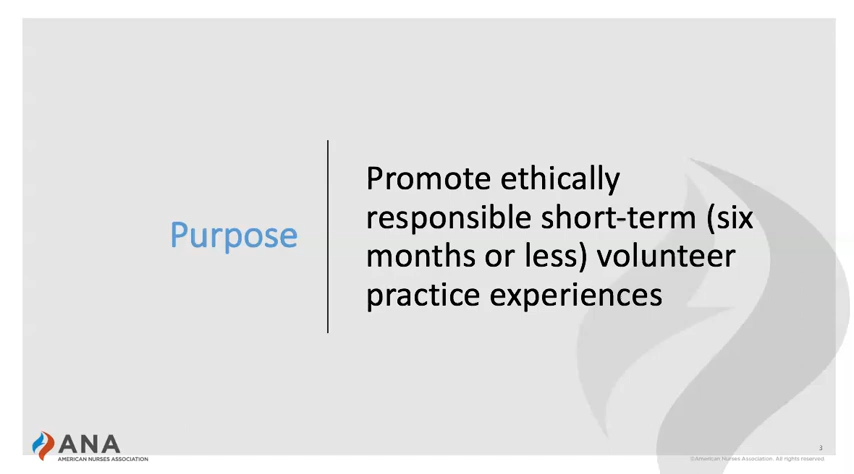 Purpose
Promote ethically
responsible short-term (six
months or less) volunteer
practice experiences
ANA
AMERICAN NURSES ASSOCIATION
3
©American Nurses Association. All rights reserved.